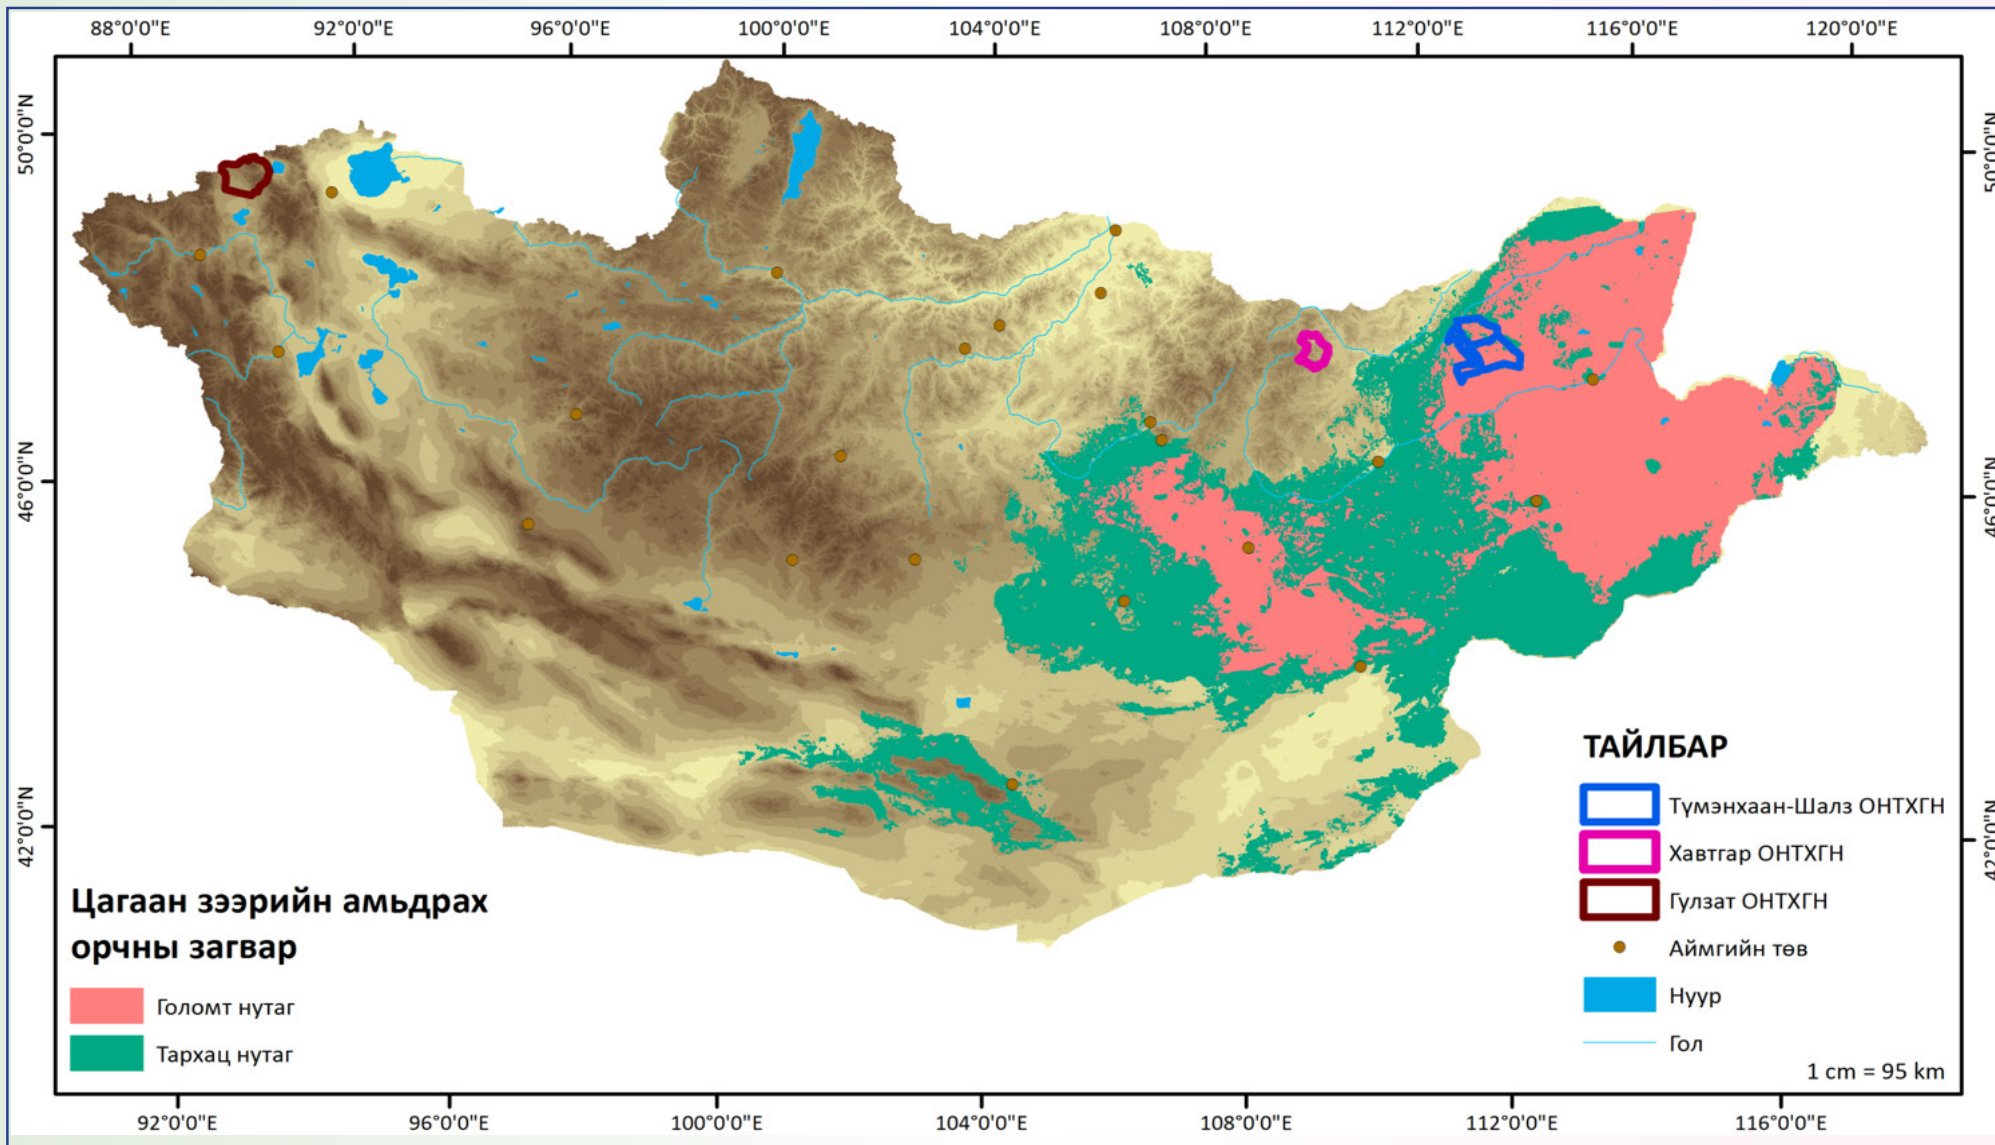 88°0'0"E 92°0'0"E 96°0'0"E 100°0'0"E 104°0'0"E 108°0'0"E 112°0'0"E 116°0'0"E 120°0'0"E
50°0'0"N
46°0'0"N
42°0'0"N
50°0'0"N
46°0'0"N
42°0'0"N
Цагаан зээрийн амьдрах
орчны загвар
Голомт нутаг
Тархац нутаг
ТАЙЛБАР
Түмэнхаан-Шалз ОНТХГН
Хавтгар ОНТХГН
Гулзат ОНТХГН
Аймгийн төв
Нуур
Гол
1 cm = 95 km
92°0'0"E 96°0'0"E 100°0'0"E 104°0'0"E 108°0'0"E 112°0'0"E 116°0'0"E